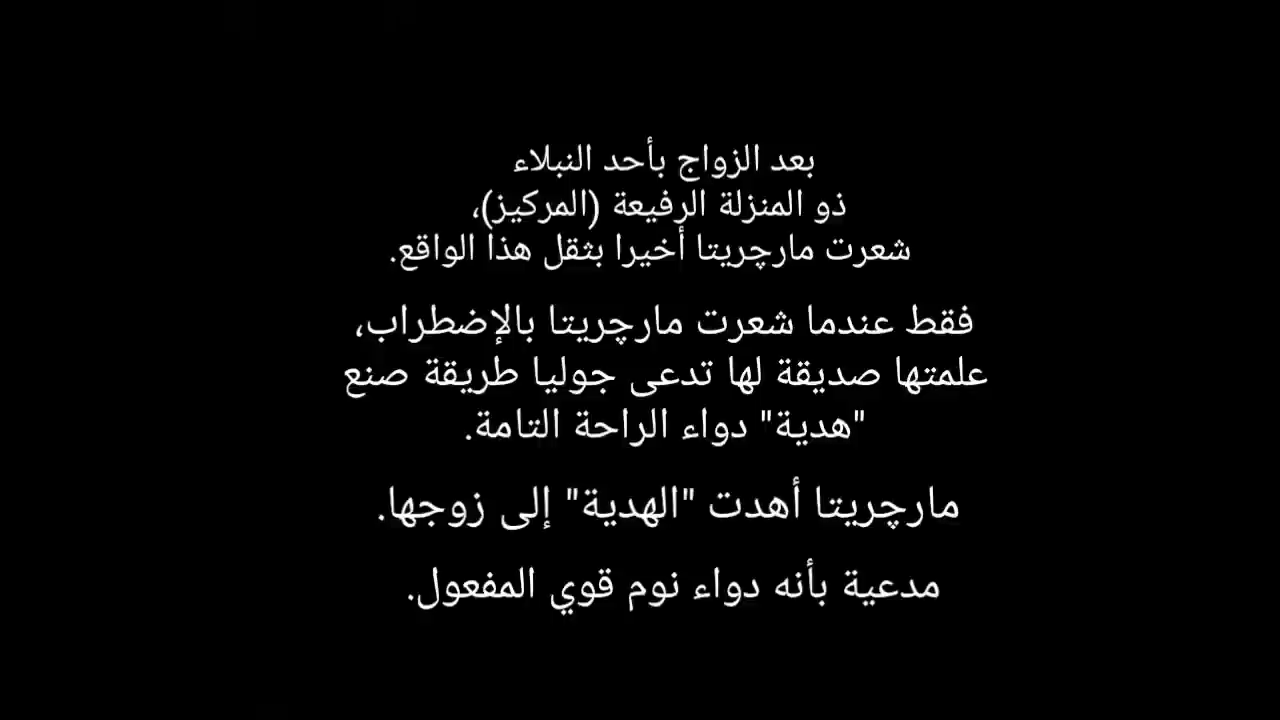 بعد الزواج بأحد النبلاء
ذو المنزلة الرفيعة (المركيز)،
شعرت مارچريتا أخيرا بثقل هذا الواقع.
فقط عندما شعرت مارچريتا بالإضطراب،
علمتها صديقة لها تدعى جوليا طريقة صنع
"هدية" دواء الراحة التامة.
مارچريتا أهدت "الهدية" إلى زوجها.
مدعية بأنه دواء نوم قوي المفعول.